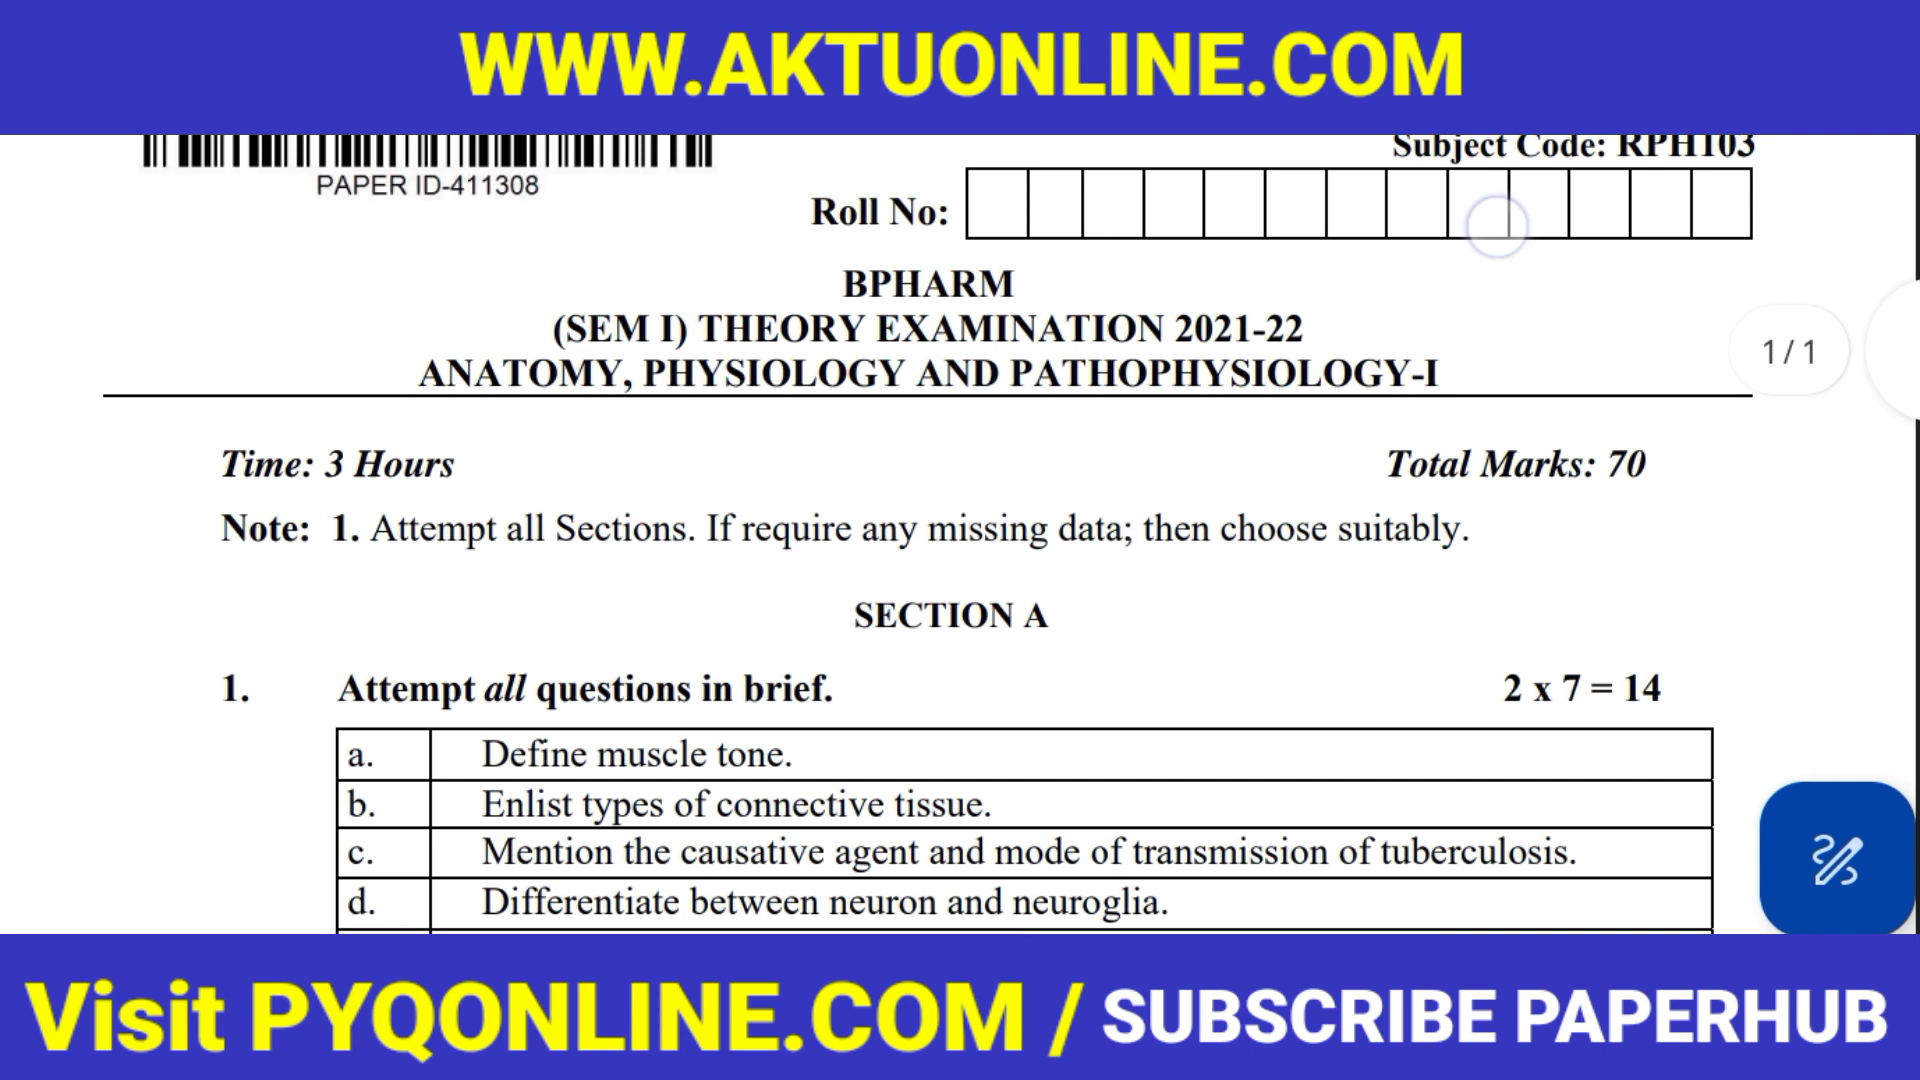 WWW.AKTUONLINE.COM
Subject Code: RPH103
PAPER ID-411308
Roll No:
BPHARM
(SEM I) THEORY EXAMINATION 2021-22
ANATOMY, PHYSIOLOGY AND PATHOPHYSIOLOGY-I
1 / 1
Time: 3 Hours Total Marks: 70
Note: 1. Attempt all Sections. If require any missing data; then choose suitably.
SECTION A
1. Attempt all questions in brief. 2 x 7 = 14
a. Define muscle tone.
b. Enlist types of connective tissue.
c. Mention the causative agent and mode of transmission of tuberculosis.
d. Differentiate between neuron and neuroglia.
Visit PYQONLINE.COM / SUBSCRIBE PAPERHUB